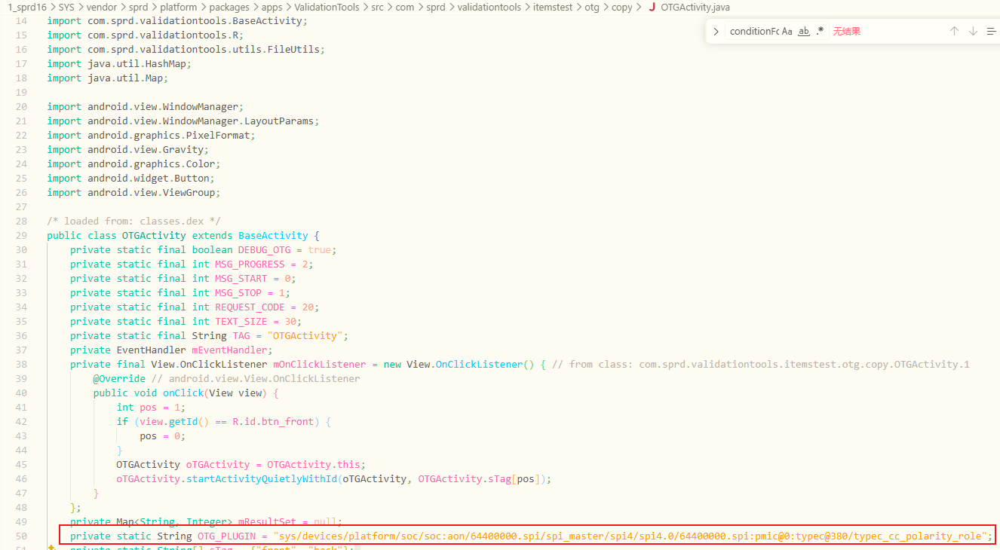 1_sprd16 > SYS > vendor > sprd > platform > packages > apps > ValidationTools > src > com > sprd > validationtools > itemstest > otg > copy > J OTGActivity.java
conditionFc Aa ab .* 无结果
14 import com.sprd.validationtools.BaseActivity;
15 import com.sprd.validationtools.R;
16 import com.sprd.validationtools.utils.FileUtils;
17 import java.util.HashMap;
18 import java.util.Map;
19
20 import android.view.WindowManager;
21 import android.view.WindowManager.LayoutParams;
22 import android.graphics.PixelFormat;
23 import android.view.Gravity;
24 import android.graphics.Color;
25 import android.widget.Button;
26 import android.view.ViewGroup;
27
28 /* loaded from: classes.dex */
29 public class OTGActivity extends BaseActivity {
30 private static final boolean DEBUG_OTG = true;
31 private static final int MSG_PROGRESS = 2;
32 private static final int MSG_START = 0;
33 private static final int MSG_STOP = 1;
34 private static final int REQUEST_CODE = 20;
35 private static final int TEXT_SIZE = 30;
36 private static final String TAG = "OTGActivity";
37 private EventHandler mEventHandler;
38 private final View.OnClickListener mOnClickListener = new View.OnClickListener() { // from class: com.sprd.validationtools.itemstest.otg.copy.OTGActivity.1
39 @Override // android.view.View.OnClickListener
40 public void onClick(View view) {
41 int pos = 1;
42 if (view.getId() == R.id.btn_front) {
43 pos = 0;
44 }
45 OTGActivity oTGActivity = OTGActivity.this;
46 oTGActivity.startActivityQuietlyWithId(oTGActivity, OTGActivity.sTag[pos]);
47 }
48 };
49 private Map<String, Integer> mResultSet = null;
50 private static String OTG_PLUGIN = "sys/devices/platform/soc/soc:aon/64400000.spi/spi_master/spi4/spi4.0/64400000.spi:pmic@0:typec@380/typec_cc_polarity_role";
51 private static String[] sTag = {"front", "back"};